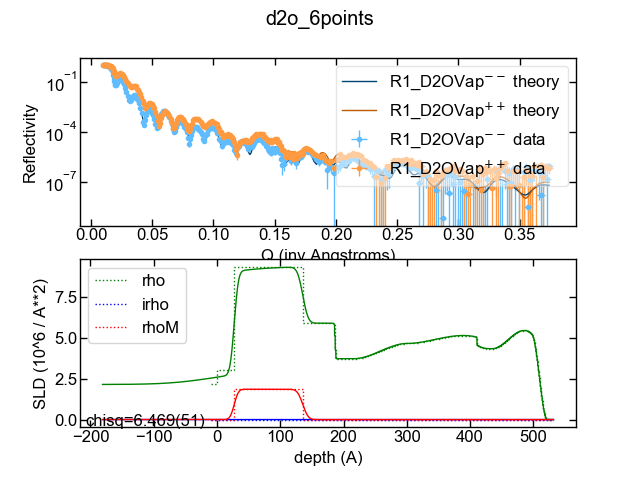 d2o_6points
Reflectivity
10⁻¹
10⁻⁴
10⁻⁷
R1_D2OVap⁻⁻ theory
R1_D2OVap⁺⁺ theory
R1_D2OVap⁻⁻ data
R1_D2OVap⁺⁺ data
0.00 0.05 0.10 0.15 0.20 0.25 0.30 0.35
Q (inv Angstroms)
SLD (10^6 / A**2)
7.5
5.0
2.5
0.0
rho
irho
rhoM
chisq=6.469(51)
−200 −100 0 100 200 300 400 500
depth (A)